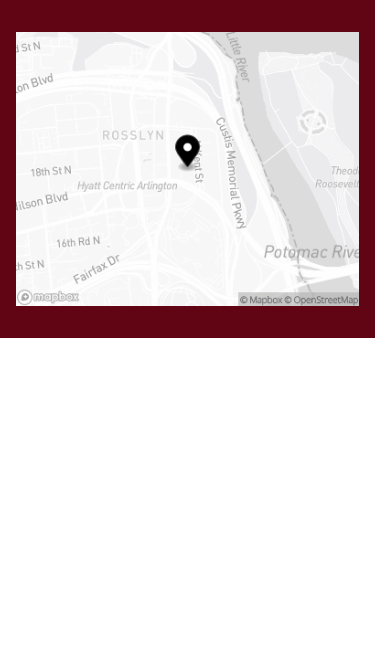 d St N
Little River
on Blvd
ROSSLYN
Custis Memorial Pkwy
Kent St
18th St N
Theod
Hyatt Centric Arlington
Roosevelt
ilson Blvd
16th Rd N
Potomac Rive
th St N
Fairfax Dr
mapbox
© Mapbox © OpenStreetMap